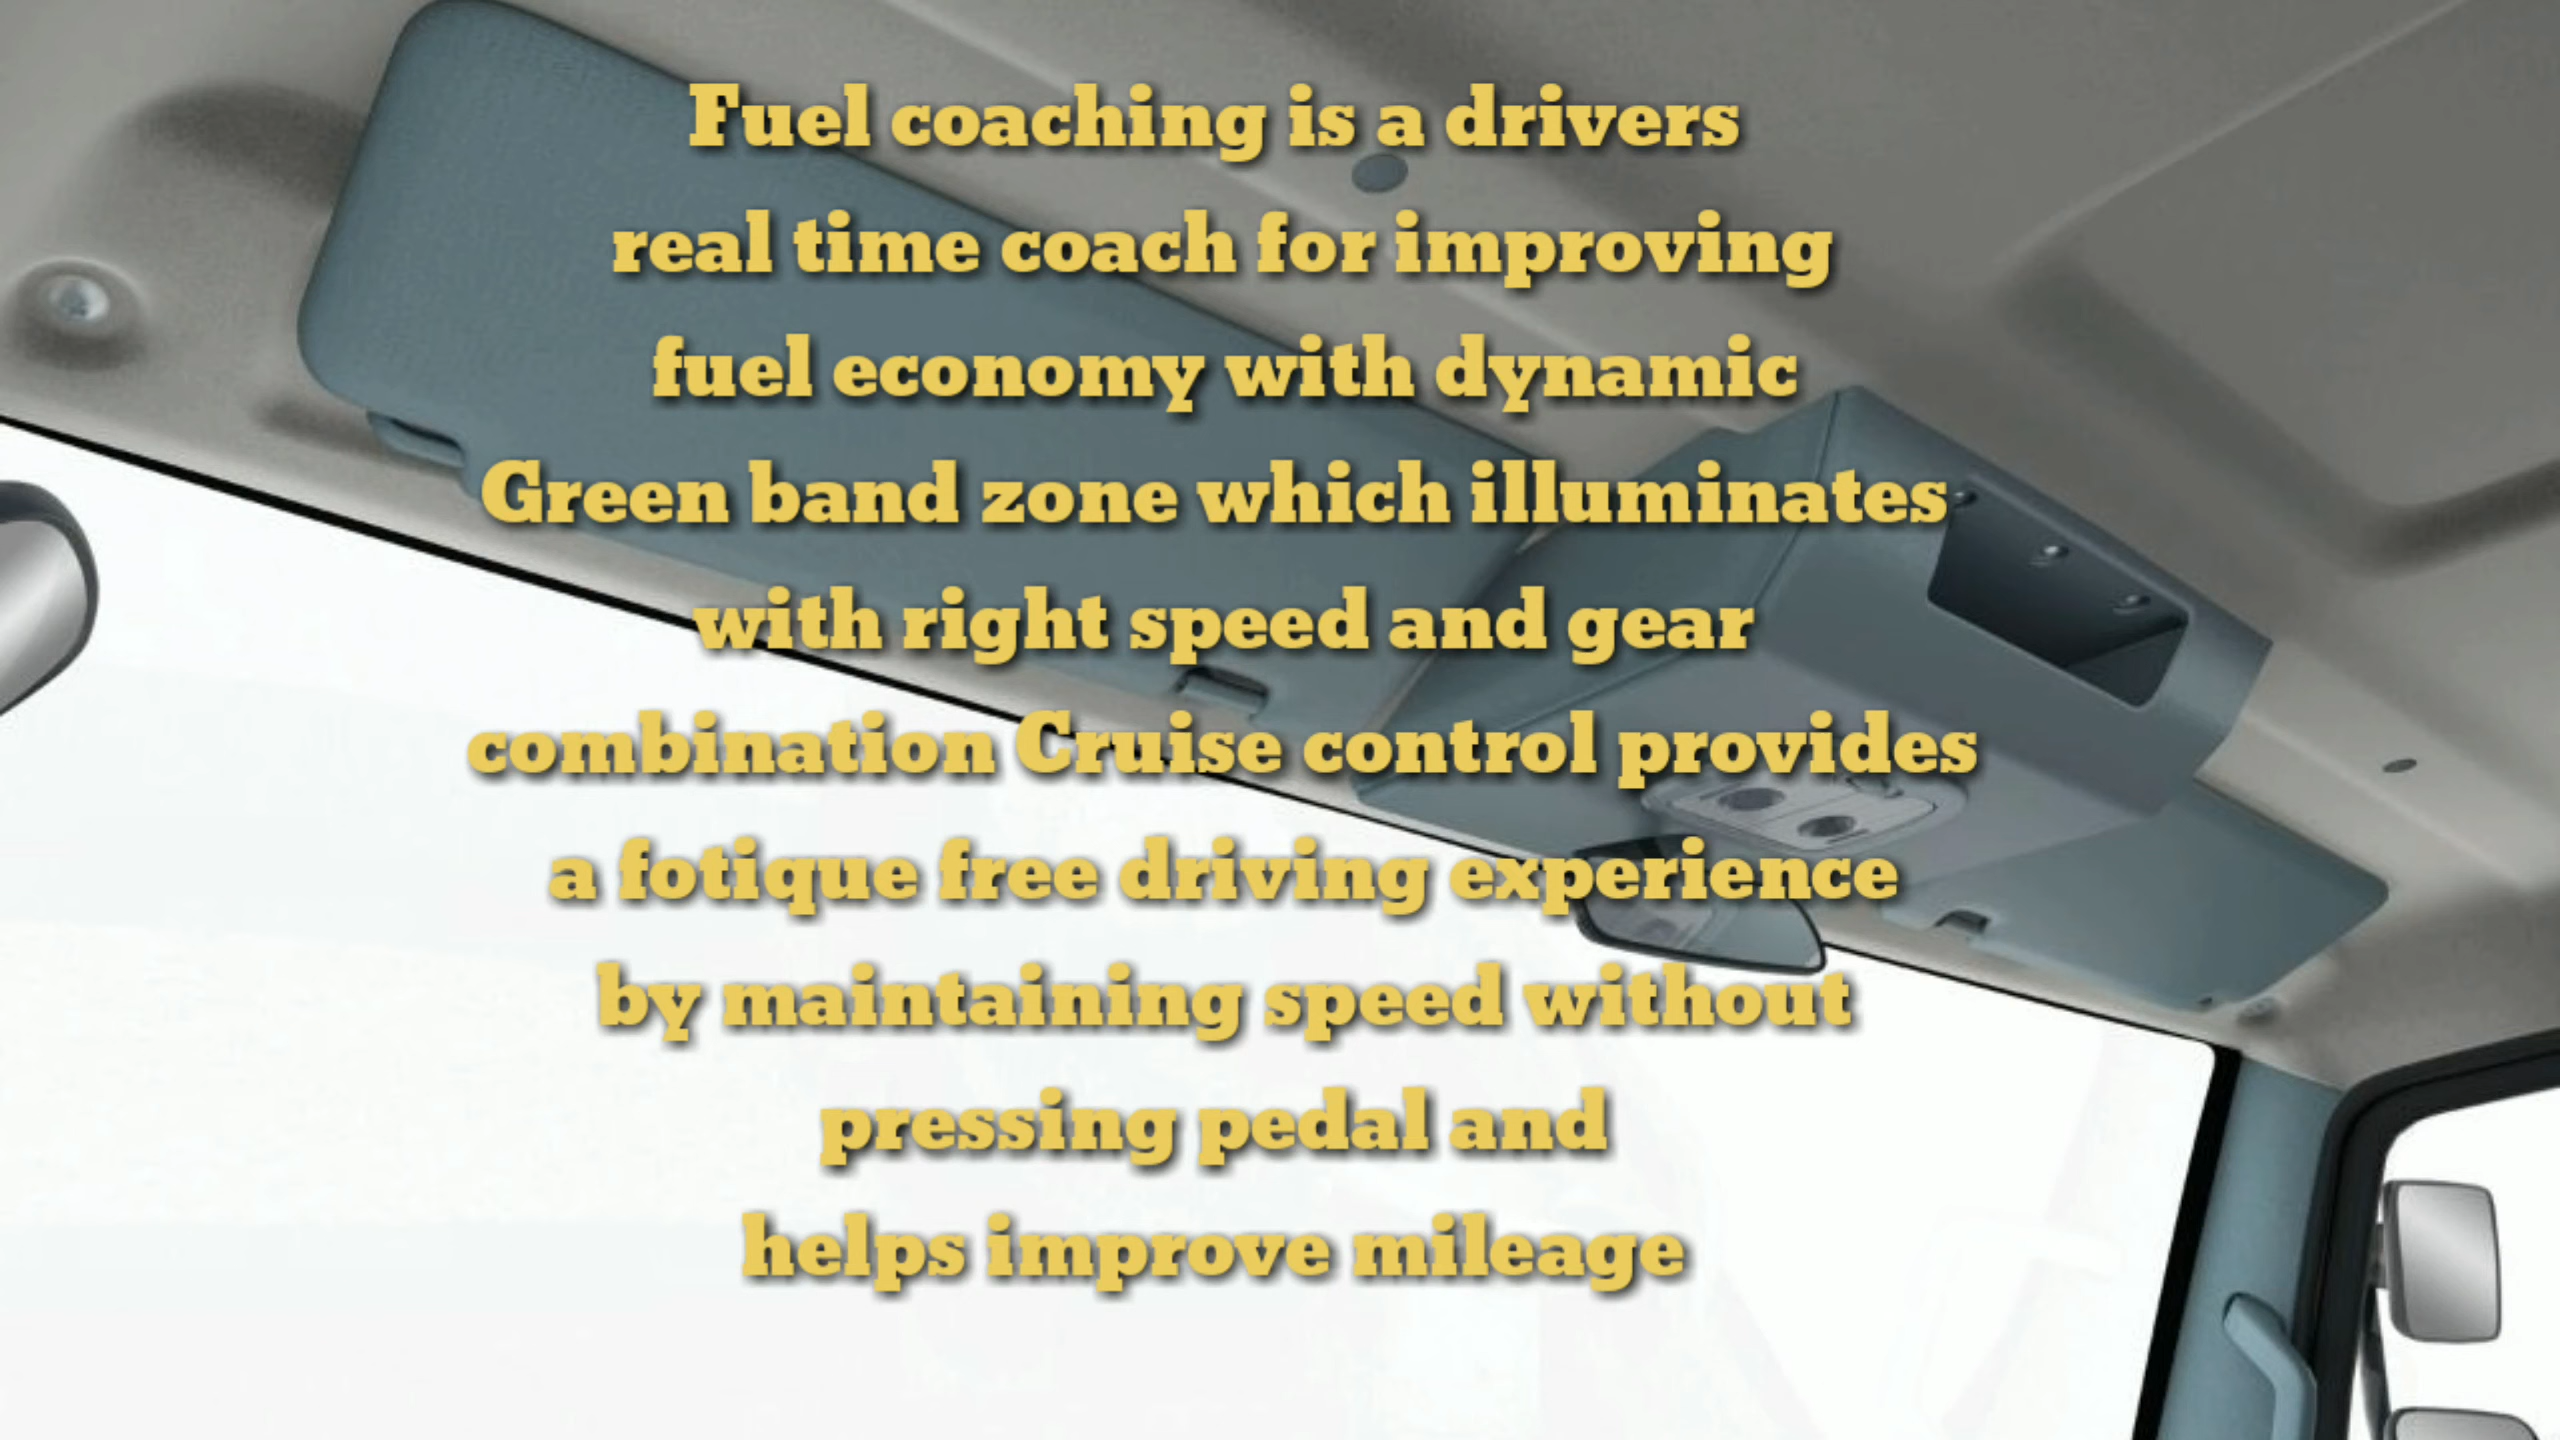 Fuel coaching is a drivers
real time coach for improving
fuel economy with dynamic
Green band zone which illuminates
with right speed and gear
combination Cruise control provides
a fotique free driving experience
by maintaining speed without
pressing pedal and
helps improve mileage